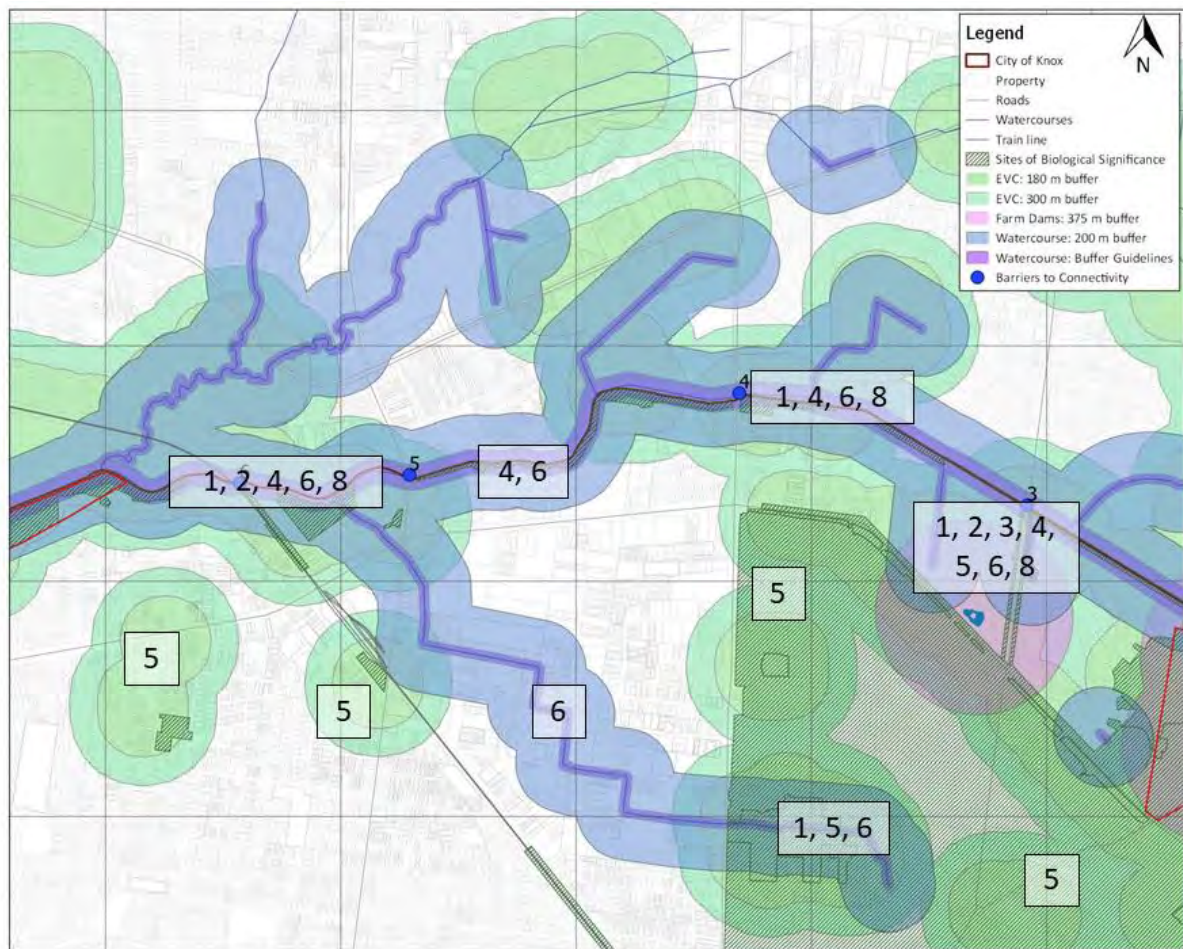 Legend
City of Knox
Property
Roads
Watercourses
Train line
Sites of Biological Significance
EVC: 180 m buffer
EVC: 300 m buffer
Farm Dams: 375 m buffer
Watercourse: 200 m buffer
Watercourse: Buffer Guidelines
Barriers to Connectivity
N
4
1, 4, 6, 8
5
4, 6
1, 2, 4, 6, 8
3
1, 2, 3, 4,
5, 6, 8
5
5
5
6
1, 5, 6
5